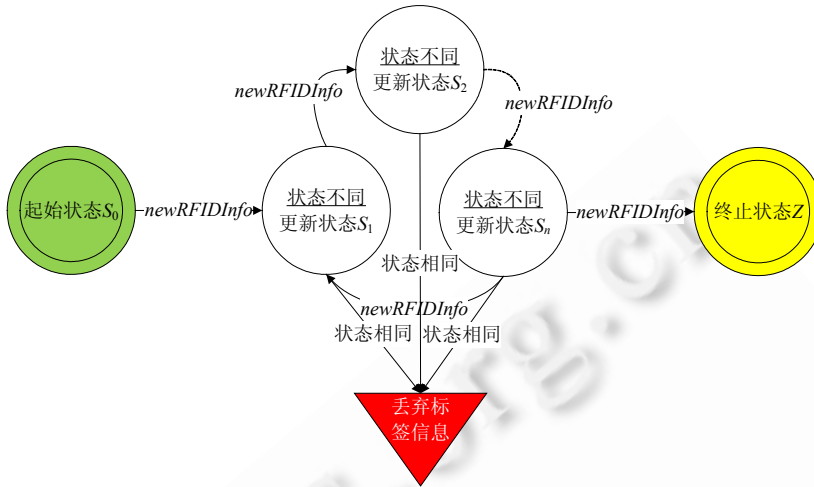 状态不同
更新状态S2
newRFIDInfo
newRFIDInfo
起始状态S0
newRFIDInfo
状态不同
更新状态S1
状态不同
更新状态Sn
newRFIDInfo
终止状态Z
状态相同
newRFIDInfo
状态相同
状态相同
丢弃标
签信息